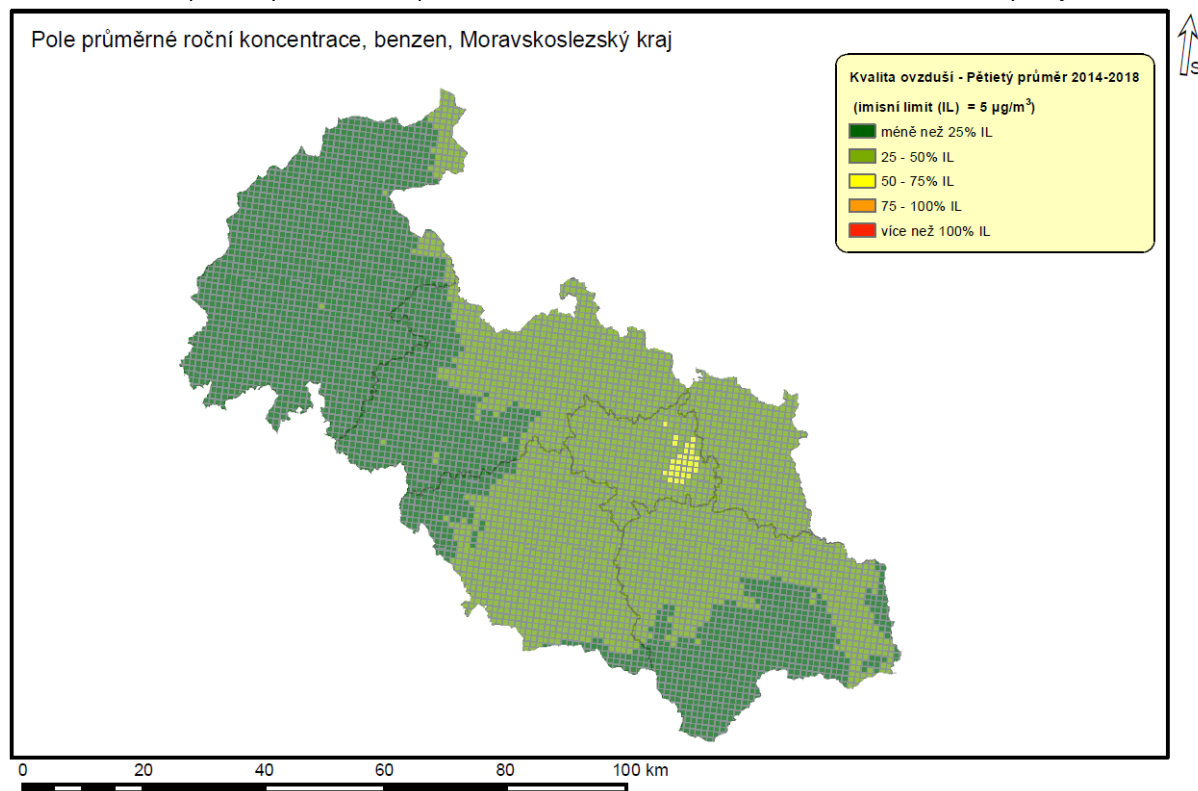 Pole průměrné roční koncentrace, benzen, Moravskoslezský kraj
S
Kvalita ovzduší - Pětietý průměr 2014-2018
(imisní limit (IL) = 5 µg/m³)
méně než 25% IL
25 - 50% IL
50 - 75% IL
75 - 100% IL
více než 100% IL
0 20 40 60 80 100 km